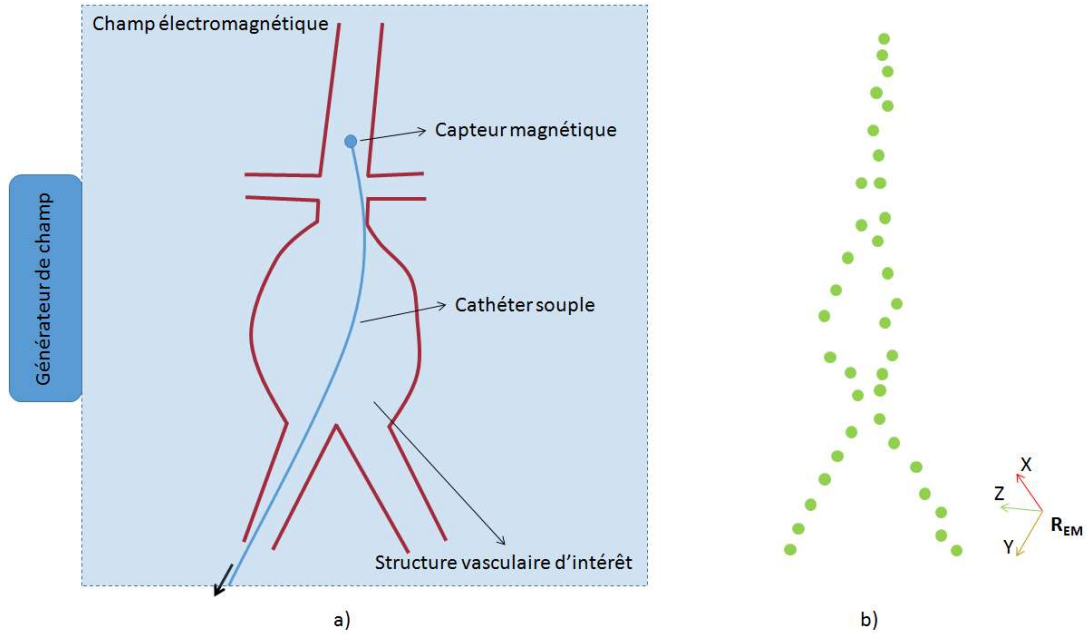 Champ électromagnétique
Capteur magnétique
Générateur de champ
Cathéter souple
Structure vasculaire d'intérêt
a)
X
Z
R_EM
Y
b)